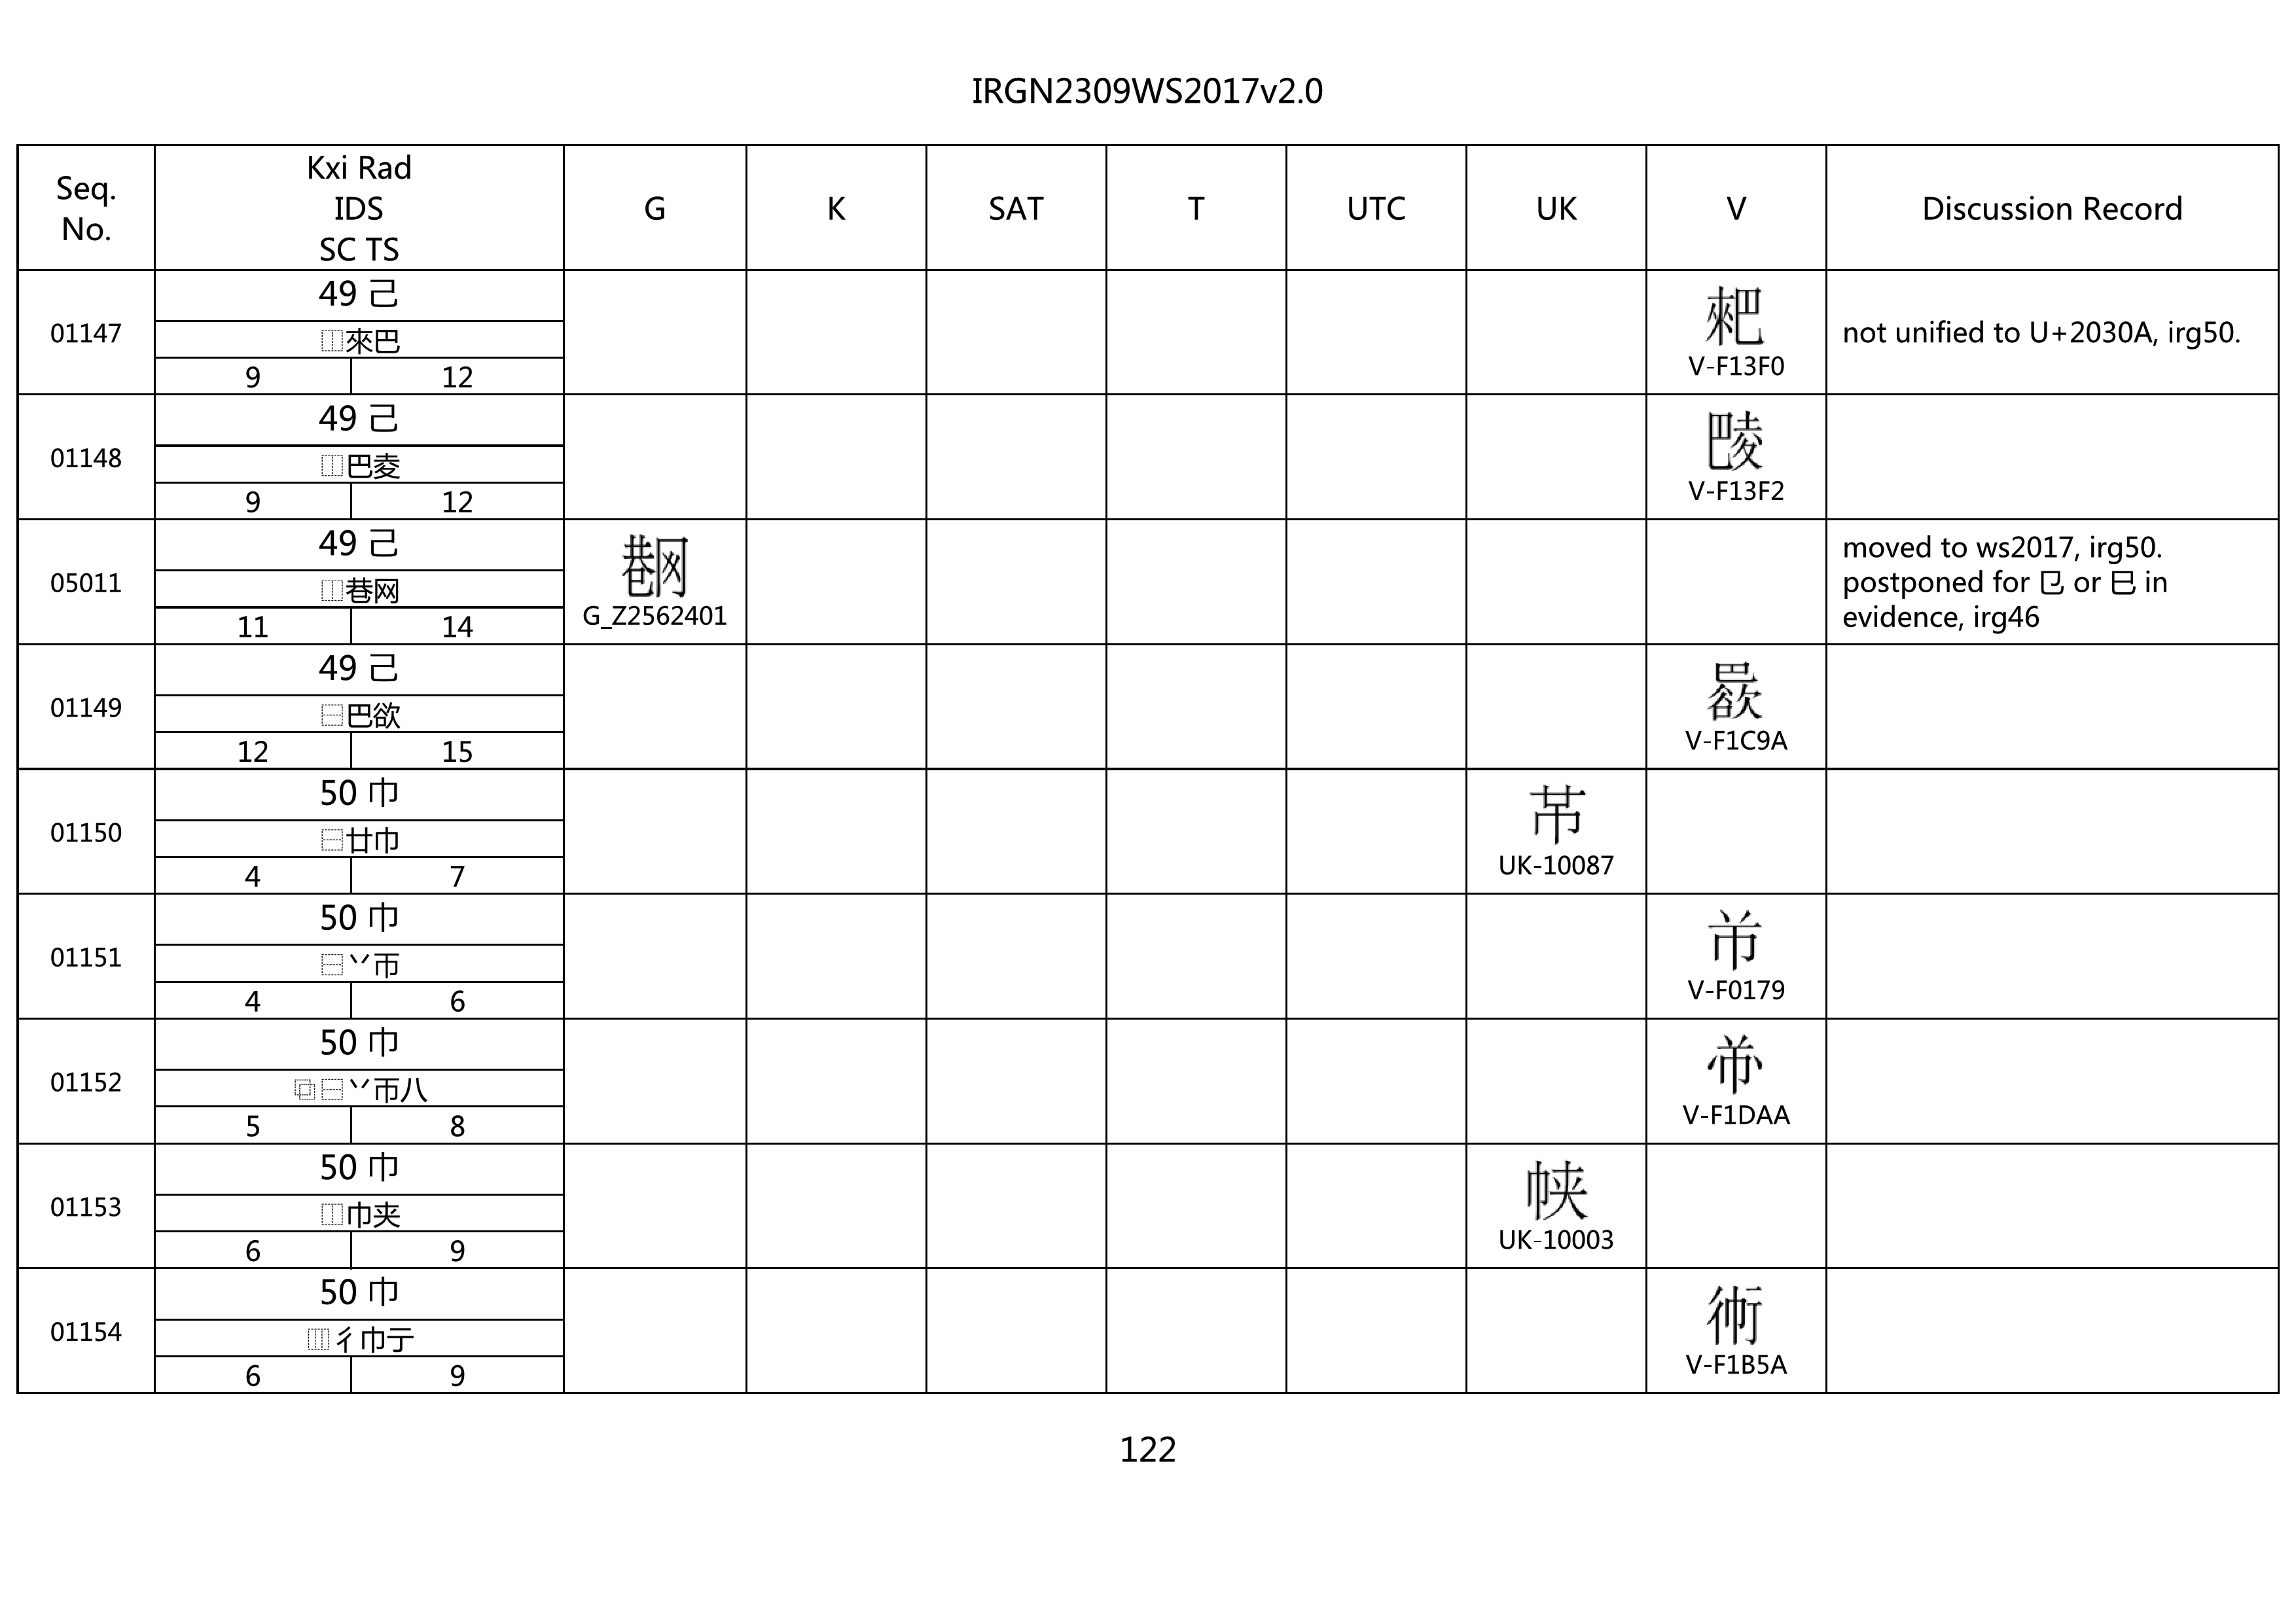 IRGN2309WS2017v2.0
Seq. No.
Kxi Rad
IDS
SC TS
G
K
SAT
T
UTC
UK
V
Discussion Record
01147
49 己
⿰來巴
9 12
V-F13F0
not unified to U+2030A, irg50.
01148
49 己
⿰巴夌
9 12
V-F13F2
05011
49 己
⿰巷网
11 14
G_Z2562401
moved to ws2017, irg50.
postponed for 㔾 or 巳 in
evidence, irg46
01149
49 己
⿱巴欲
12 15
V-F1C9A
01150
50 巾
⿱廿巾
4 7
UK-10087
01151
50 巾
⿱丷帀
4 6
V-F0179
01152
50 巾
⿻⿱丷帀八
5 8
V-F1DAA
01153
50 巾
⿰巾夹
6 9
UK-10003
01154
50 巾
⿲彳巾亍
6 9
V-F1B5A
122